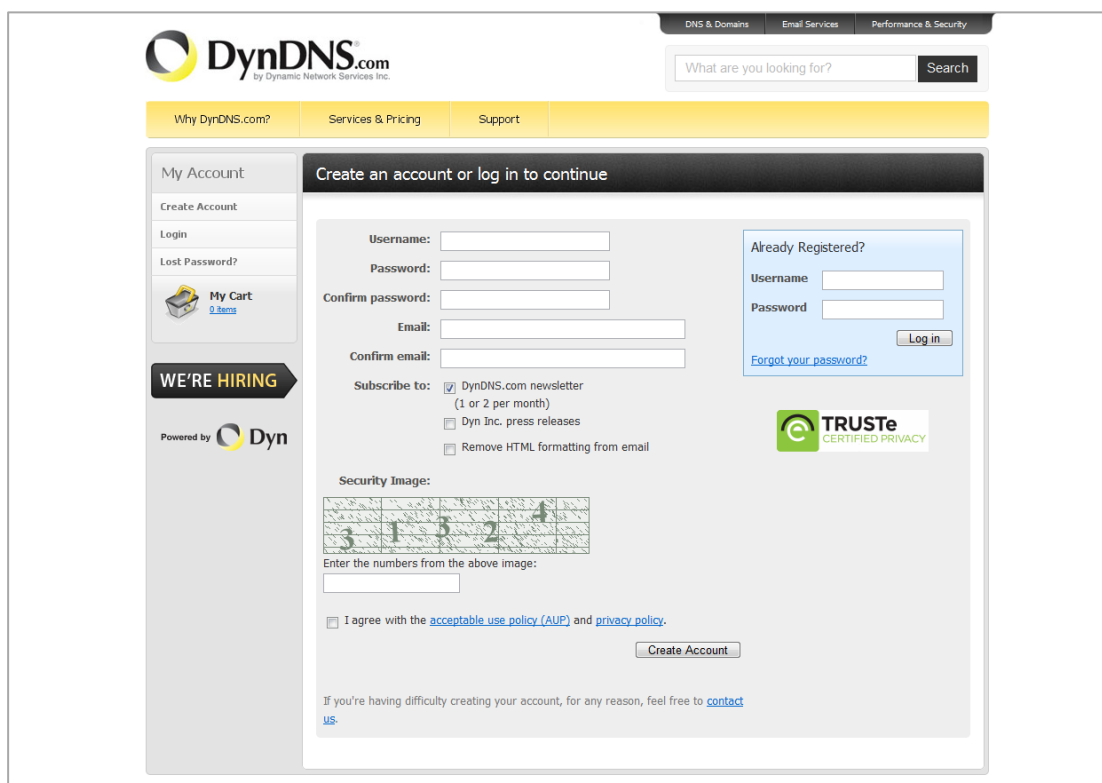 DNS & Domains
Email Services
Performance & Security
DynDNS.com
by Dynamic Network Services Inc.
What are you looking for?
Search
Why DynDNS.com?
Services & Pricing
Support
My Account
Create Account
Login
Lost Password?
My Cart
0 items
WE'RE HIRING
Powered by Dyn
Create an account or log in to continue
Username:
Password:
Confirm password:
Email:
Confirm email:
Subscribe to:
DynDNS.com newsletter
(1 or 2 per month)
Dyn Inc. press releases
Remove HTML formatting from email
Security Image:
3 1 3 2 4
Enter the numbers from the above image:
I agree with the acceptable use policy (AUP) and privacy policy.
Create Account
If you're having difficulty creating your account, for any reason, feel free to contact
us.
Already Registered?
Username
Password
Log in
Forgot your password?
TRUSTe
CERTIFIED PRIVACY